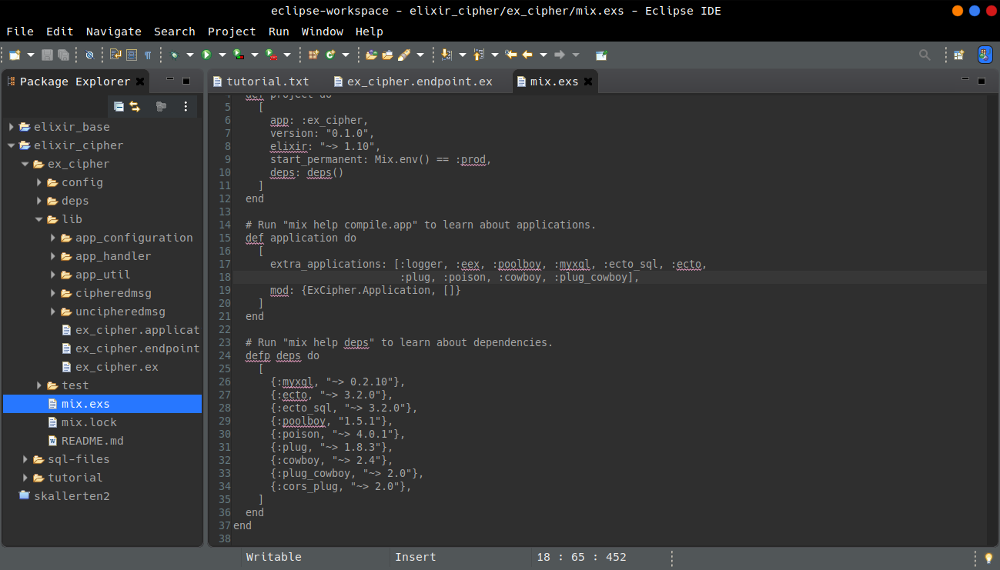 eclipse-workspace - elixir_cipher/ex_cipher/mix.exs - Eclipse IDE
File Edit Navigate Search Project Run Window Help
Package Explorer
tutorial.txt ex_cipher.endpoint.ex mix.exs
elixir_base
elixir_cipher
ex_cipher
config
deps
lib
app_configuration
app_handler
app_util
cipheredmsg
uncipheredmsg
ex_cipher.applicat
ex_cipher.endpoint
ex_cipher.ex
test
mix.exs
mix.lock
README.md
sql-files
tutorial
skallerten2
4   def project do
5     [
6       app: :ex_cipher,
7       version: "0.1.0",
8       elixir: "~> 1.10",
9       start_permanent: Mix.env() == :prod,
10       deps: deps()
11     ]
12   end
13
14   # Run "mix help compile.app" to learn about applications.
15   def application do
16     [
17       extra_applications: [:logger, :eex, :poolboy, :myxql, :ecto_sql, :ecto,
18                            :plug, :poison, :cowboy, :plug_cowboy],
19       mod: {ExCipher.Application, []}
20     ]
21   end
22
23   # Run "mix help deps" to learn about dependencies.
24   defp deps do
25     [
26       {:myxql, "~> 0.2.10"},
27       {:ecto, "~> 3.2.0"},
28       {:ecto_sql, "~> 3.2.0"},
29       {:poolboy, "1.5.1"},
30       {:poison, "~> 4.0.1"},
31       {:plug, "~> 1.8.3"},
32       {:cowboy, "~> 2.4"},
33       {:plug_cowboy, "~> 2.0"},
34       {:cors_plug, "~> 2.0"},
35     ]
36   end
37 end
38
Writable Insert 18 : 65 : 452